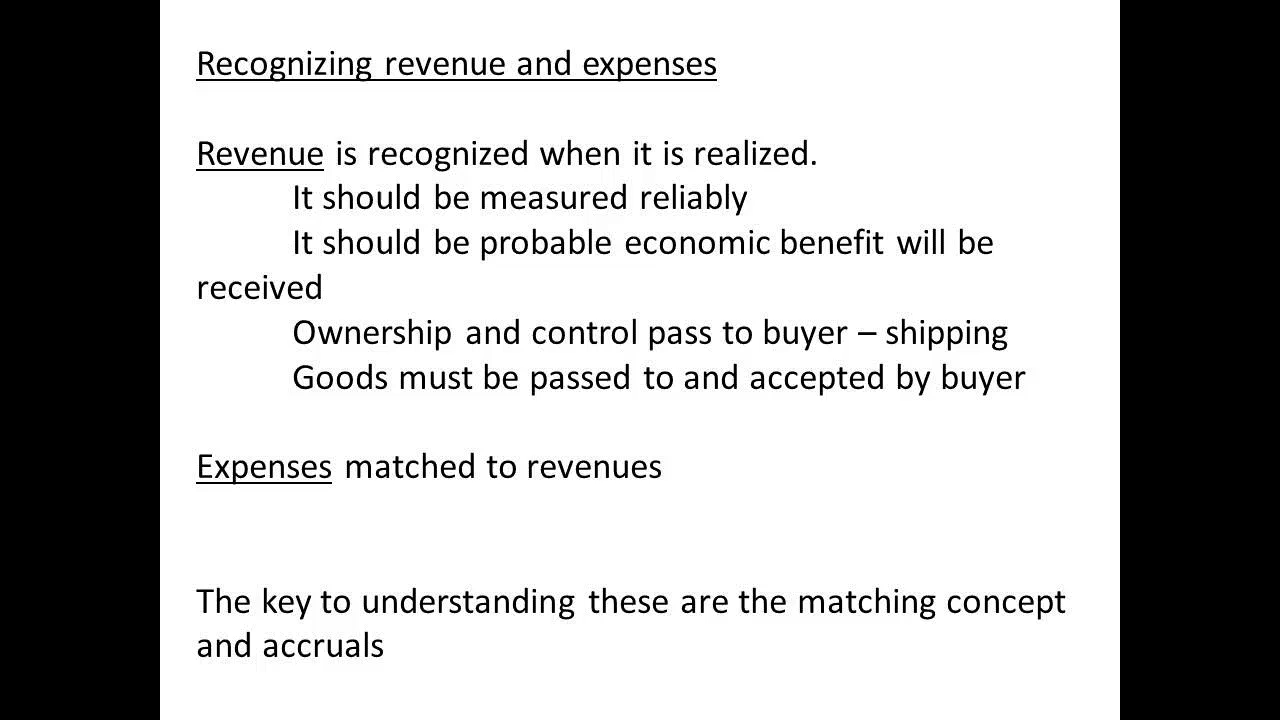 Recognizing revenue and expenses
Revenue is recognized when it is realized.
It should be measured reliably
It should be probable economic benefit will be
received
Ownership and control pass to buyer – shipping
Goods must be passed to and accepted by buyer
Expenses matched to revenues
The key to understanding these are the matching concept
and accruals